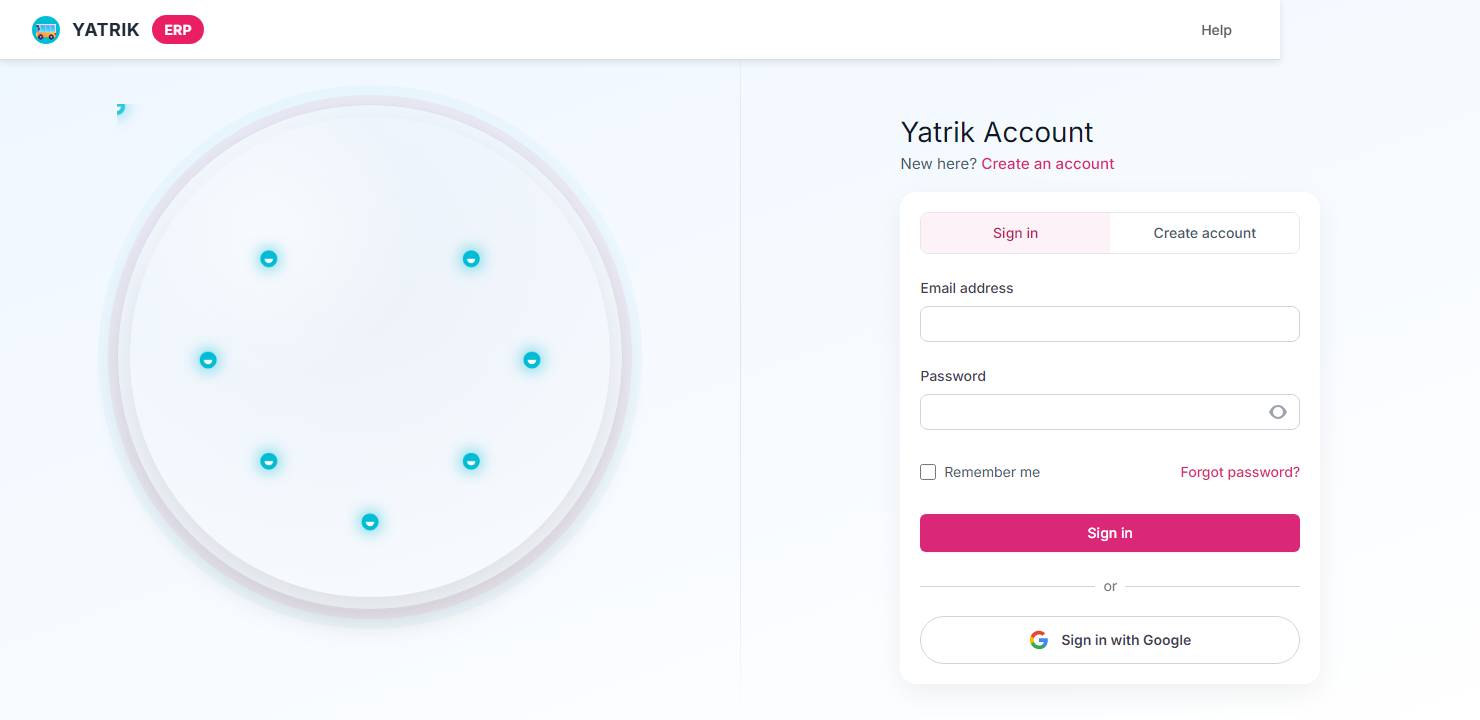 YATRIK ERP
Help
Yatrik Account
New here? Create an account
Sign in
Create account
Email address
Password
Remember me
Forgot password?
Sign in
or
Sign in with Google